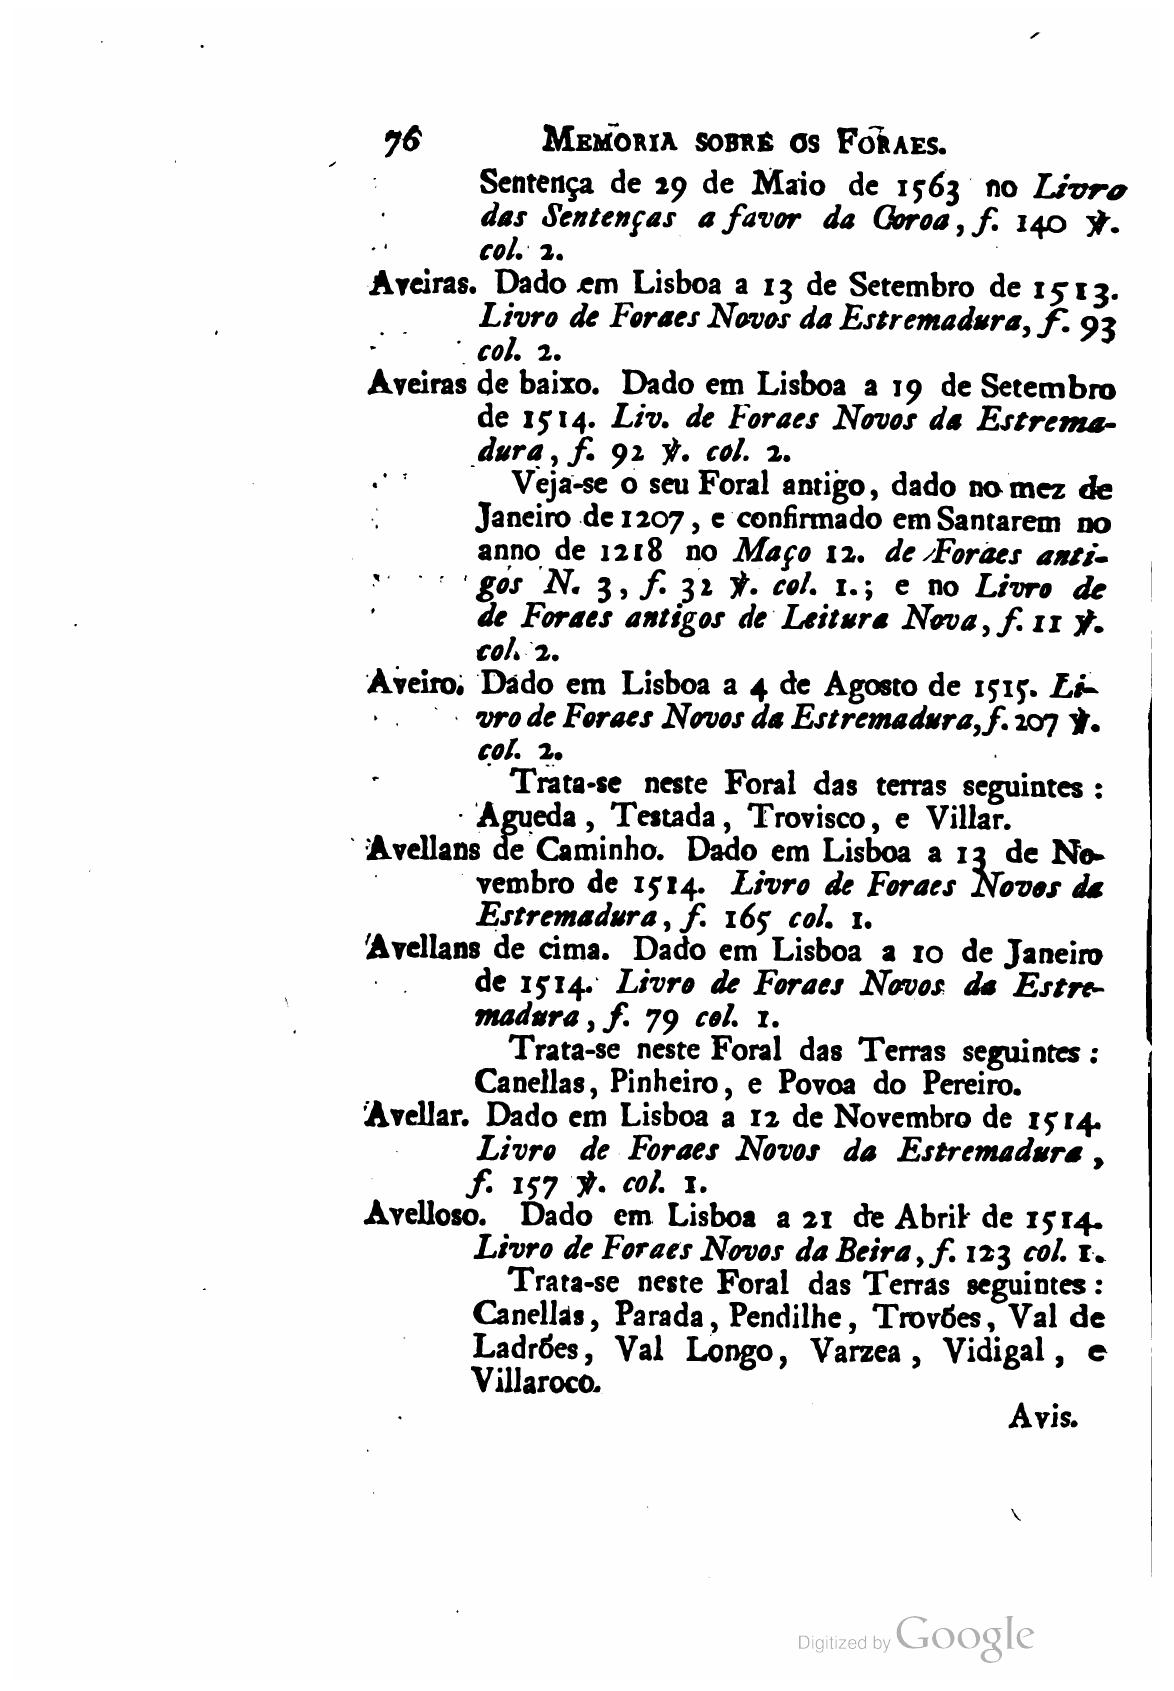 76 MEMORIA SOBRE OS FORAES.
Sentença de 29 de Maio de 1563 no Livro
das Sentenças a favor da Coroa, f. 140 ℣.
col. 2.
Aveiras. Dado em Lisboa a 13 de Setembro de 1513.
Livro de Foraes Novos da Estremadura, f. 93
col. 2.
Aveiras de baixo. Dado em Lisboa a 19 de Setembro
de 1514. Liv. de Foraes Novos da Estrema-
dura, f. 92 ℣. col. 2.
Veja-se o seu Foral antigo, dado no mez de
Janeiro de 1207, e confirmado em Santarem no
anno de 1218 no Maço 12. de Foraes anti-
gos N. 3, f. 32 ℣. col. 1.; e no Livro de
de Foraes antigos de Leitura Nova, f. 11 ℣.
col. 2.
Aveiro. Dado em Lisboa a 4 de Agosto de 1515. Li-
vro de Foraes Novos da Estremadura, f. 207 ℣.
col. 2.
Trata-se neste Foral das terras seguintes :
Agueda, Testada, Trovisco, e Villar.
Avellans de Caminho. Dado em Lisboa a 13 de No-
vembro de 1514. Livro de Foraes Novos da
Estremadura, f. 165 col. 1.
Avellans de cima. Dado em Lisboa a 10 de Janeiro
de 1514. Livro de Foraes Novos da Estre-
madura, f. 79 col. 1.
Trata-se neste Foral das Terras seguintes :
Canellas, Pinheiro, e Povoa do Pereiro.
Avellar. Dado em Lisboa a 12 de Novembro de 1514.
Livro de Foraes Novos da Estremadura,
f. 157 ℣. col. 1.
Avelloso. Dado em Lisboa a 21 de Abril de 1514.
Livro de Foraes Novos da Beira, f. 123 col. 1.
Trata-se neste Foral das Terras seguintes :
Canellas, Parada, Pendilhe, Trovões, Val de
Ladrões, Val Longo, Varzea, Vidigal, e
Villaroco.
Avis.
Digitized by Google